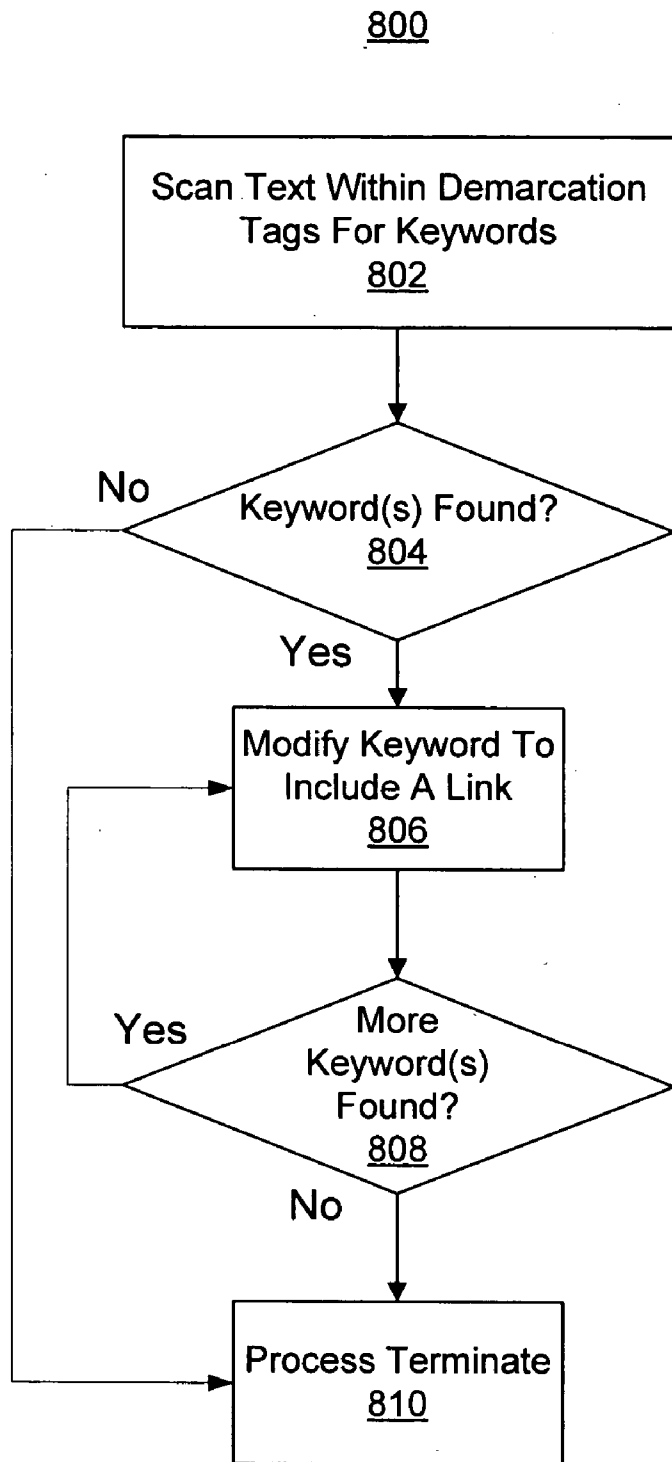 800
Scan Text Within Demarcation
Tags For Keywords
802
No
Keyword(s) Found?
804
Yes
Modify Keyword To
Include A Link
806
Yes
More
Keyword(s)
Found?
808
No
Process Terminate
810